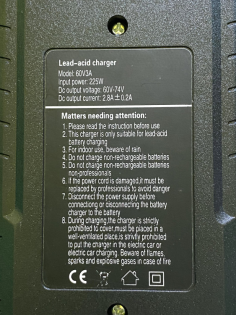 Lead-acid charger
Model: 60V3A
Input power: 225W
Dc output voltage: 60V-74V
Dc output current: 2.8A±0.2A
Matters needing attention:
1. Please read the instruction before use
2. This charger is only suitable for lead-acid
battery charging
3. For indoor use, beware of rain
4. Do not charge non-rechargeable batteries
5. Do not charge non-rechargeable batteries
non-professionals
6. If the power cord is damaged,it must be
replaced by professionals to avoid danger
7. Disconnect the power supply before
connectiong or disconnecting the battery
charger to the battery
8. During charging,the charger is strictly
prohibited to cover,must be placed in a
well-ventilated place,is strictly prohibited
to put the charger in the electric car or
electric car charging. Beware of flames,
sparks and explosive gases in case of fire
CE